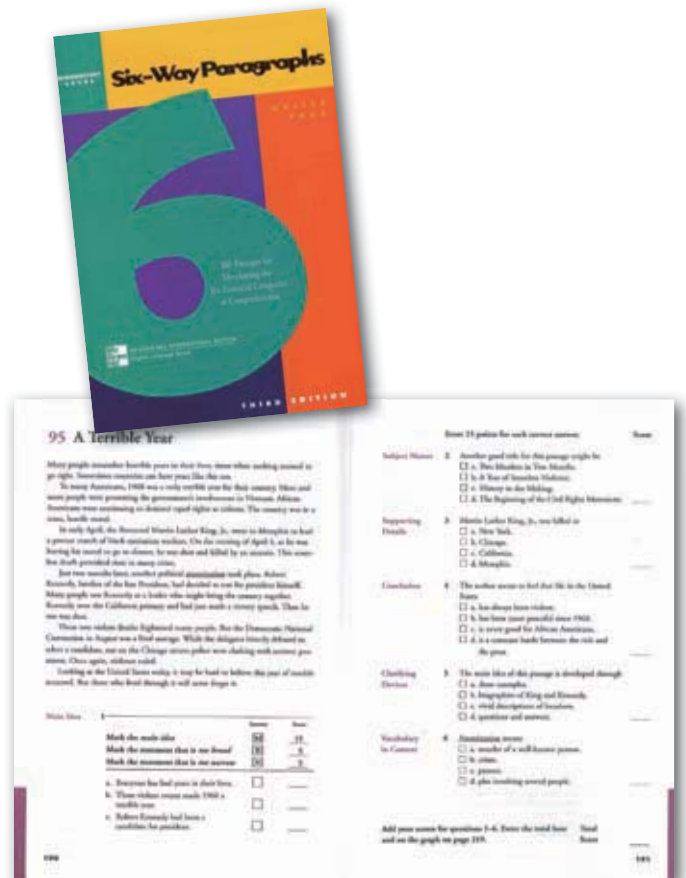 INTRODUCTORY
LEVEL
Six-Way Paragraphs
WALTER
PAUK
100 Passages for
Developing the
Six Essential Categories
of Comprehension
THIRD EDITION
95 A Terrible Year
Many people remember horrible years in their lives, times when nothing seemed to
go right. Sometimes countries can have years like this too.
To many Americans, 1968 was a truly terrible year for their country. More and
more people were protesting the government's involvement in Vietnam. African
Americans were continuing to demand equal rights as citizens. The country was in a
tense, hostile mood.
In early April, the Reverend Martin Luther King, Jr., went to Memphis to lead
a protest march of black sanitation workers. On the evening of April 4, as he was
leaving his motel to go to dinner, he was shot and killed by an assassin. This
death provoked riots in many cities.
Just two months later, another political assassination took place. Robert
Kennedy, brother of the late President, had decided to run for president himself.
Many people saw Kennedy as a leader who might bring the country together.
Kennedy won the California primary and had just made a victory speech. Then he
too was shot.
These two violent deaths frightened many people. But the Democratic National
Convention in August was a final outrage. While the delegates bitterly debated to
select a candidate, out on the Chicago streets police were clashing with antiwar
Once again, violence ruled.
Looking at the United States today, it may be hard to believe this year of trouble
occurred. But those who lived through it will never forget it.
Main Idea 1
Answer Score
Mark the main idea M 15
Mark the statement that is too broad B 5
Mark the statement that is too narrow N 5
a. Everyone has bad years in their lives.
b. Three violent events made 1968 a
terrible year.
c. Robert Kennedy had been a
candidate for president.
190
Score 15 points for each correct answer. Score
Subject Matter 2 Another good title for this passage might be
a. Two Murders in Two Months.
b. A Year of Senseless Violence.
c. History in the Making.
d. The Beginning of the Civil Rights Movement.
Supporting 3 Martin Luther King, Jr., was killed in
Details a. New York.
b. Chicago.
c. California.
d. Memphis.
Conclusion 4 The author seems to feel that life in the United
States
a. has always been violent.
b. has been more peaceful since 1968.
c. is never good for African Americans.
d. is a constant battle between the rich and
the poor.
Clarifying 5 The main idea of this passage is developed through
Devices a. three examples.
b. biographies of King and Kennedy.
c. vivid descriptions of locations.
d. questions and answers.
Vocabulary 6 Assassination means
in Context a. murder of a well-known person.
b. crime.
c. protest.
d. plot involving several people.
Add your scores for questions 1–6. Enter the total here Total
and on the graph on page 219. Score
191